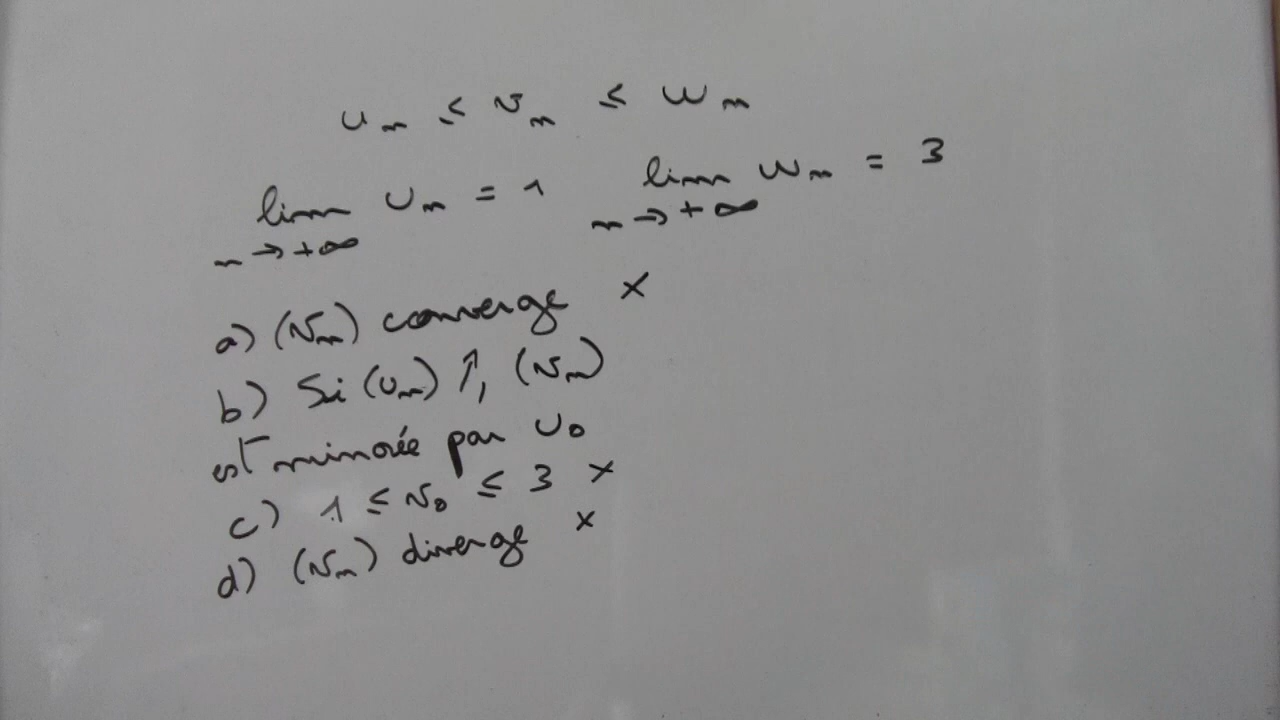 uₙ ≤ vₙ ≤ wₙ
lim uₙ = 1 lim wₙ = 3
n → +∞ n → +∞
a) (vₙ) converge ×
b) Si (uₙ) ↑, (vₙ)
est minorée par u₀
c) 1 ≤ v₀ ≤ 3 ×
d) (vₙ) diverge ×